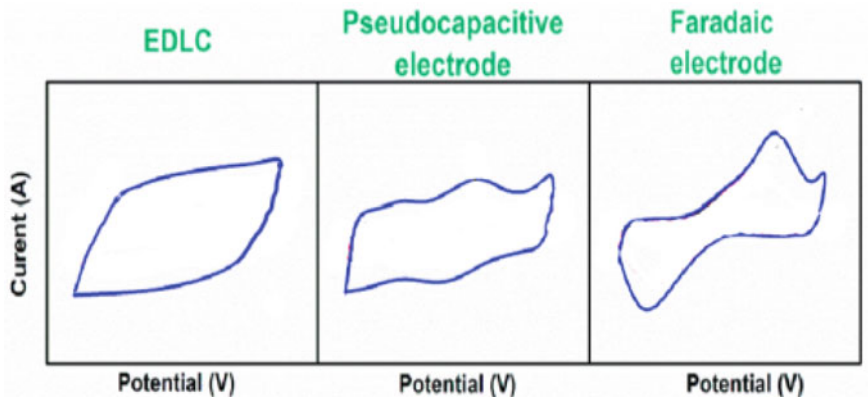 EDLC
Pseudocapacitive
electrode
Faradaic
electrode
Curent (A)
Potential (V)
Potential (V)
Potential (V)